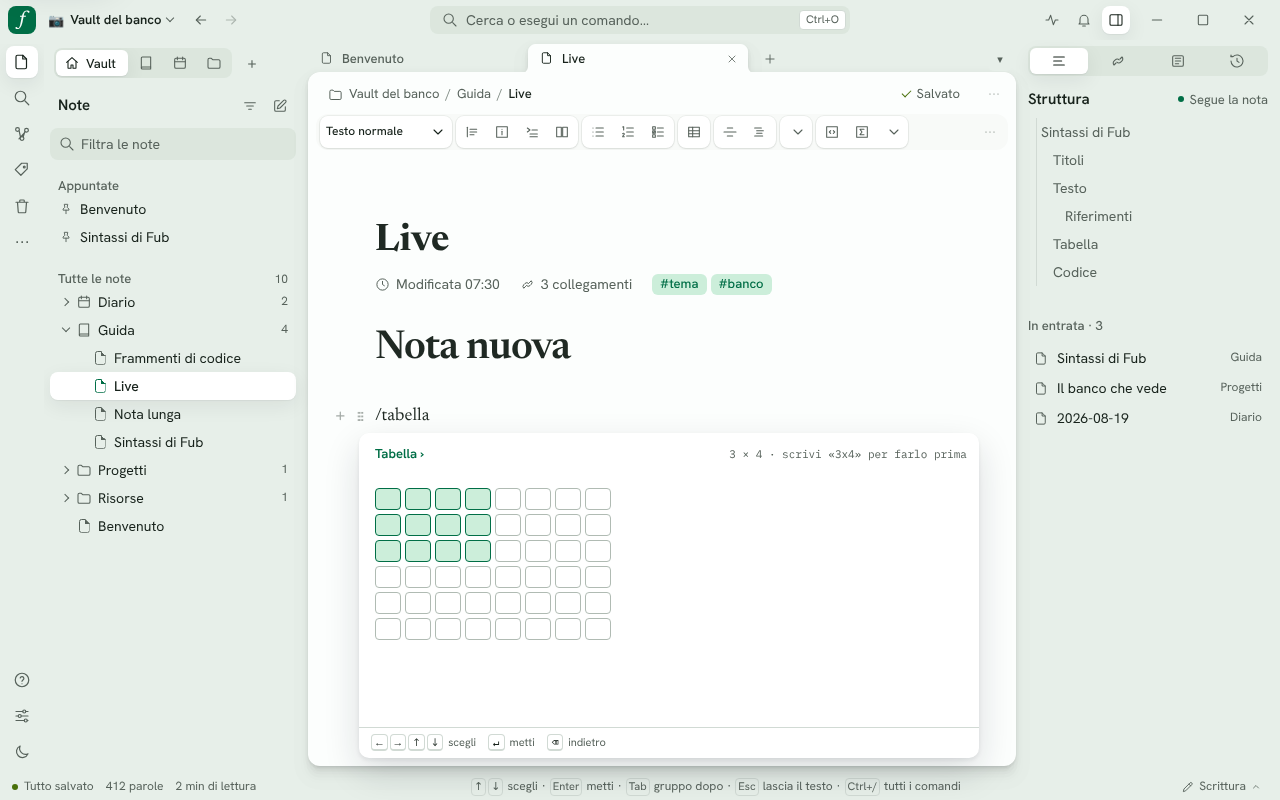 f
Vault del banco
Cerca o esegui un comando…
Ctrl+O
Vault
Note
Filtra le note
Appuntate
Benvenuto
Sintassi di Fub
Tutte le note 10
Diario 2
Guida 4
Frammenti di codice
Live
Nota lunga
Sintassi di Fub
Progetti 1
Risorse 1
Benvenuto
Benvenuto
Live
Vault del banco / Guida / Live
Salvato
Testo normale
Live
Modificata 07:30
3 collegamenti
#tema
#banco
Nota nuova
/tabella
Tabella ›
3 × 4 · scrivi «3x4» per farlo prima
← → ↑ ↓ scegli ↵ metti ⌫ indietro
Struttura
Segue la nota
Sintassi di Fub
Titoli
Testo
Riferimenti
Tabella
Codice
In entrata · 3
Sintassi di Fub Guida
Il banco che vede Progetti
2026-08-19 Diario
Tutto salvato 412 parole 2 min di lettura
↑ ↓ scegli · Enter metti · Tab gruppo dopo · Esc lascia il testo · Ctrl+/ tutti i comandi
Scrittura